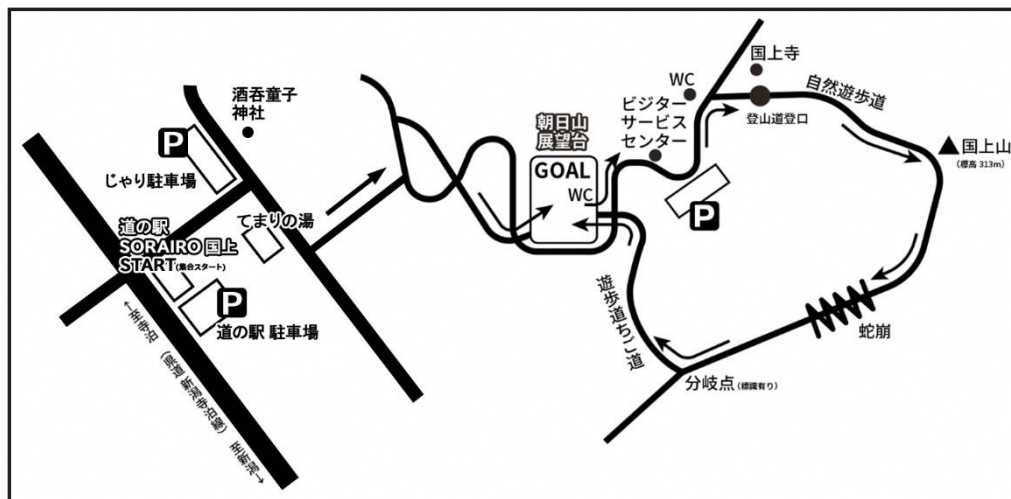 酒呑童子
神社
P
じゃり駐車場
道の駅
SORAIRO 国上
START(集合スタート)
てまりの湯
P
道の駅 駐車場
←至寺泊 (県道 新潟寺泊線) 至新潟→
朝日山
展望台
GOAL
WC
WC
ビジター
サービス
センター
P
国上寺
登山道登口
自然遊歩道
国上山
(標高 313m)
蛇崩
分岐点(標識有り)
遊歩道ちご道